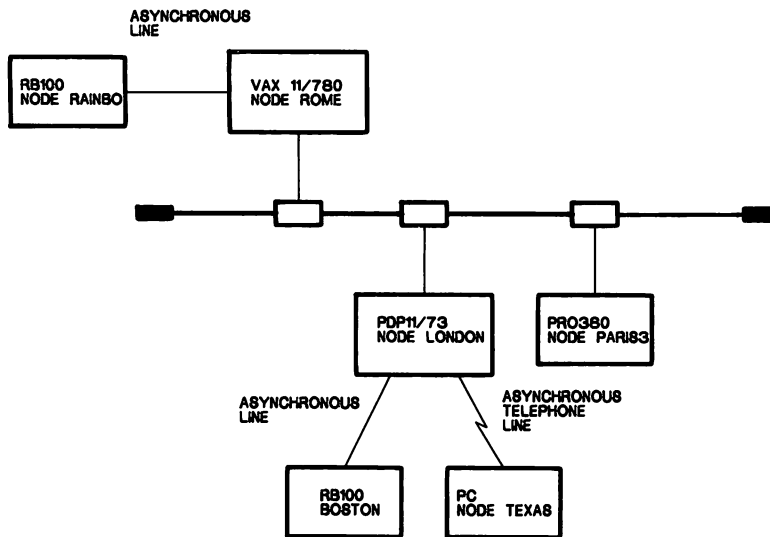 ASYNCHRONOUS
LINE
RB100
NODE RAINBO
VAX 11/780
NODE ROME
PDP11/73
NODE LONDON
PRO380
NODE PARIS3
ASYNCHRONOUS
LINE
ASYNCHRONOUS
TELEPHONE
LINE
RB100
BOSTON
PC
NODE TEXAS